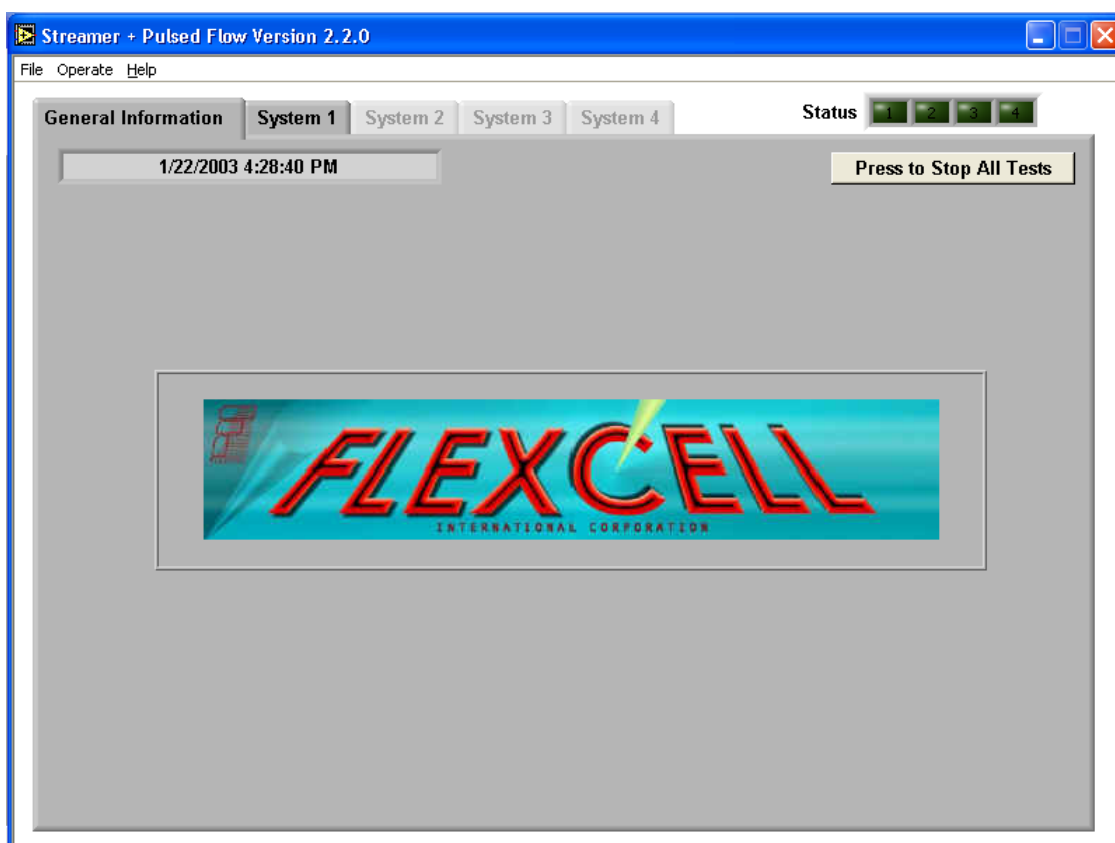 Streamer + Pulsed Flow Version 2.2.0
File Operate Help
General Information System 1 System 2 System 3 System 4 Status 1 2 3 4
1/22/2003 4:28:40 PM Press to Stop All Tests
FLEXCELL
INTERNATIONAL CORPORATION